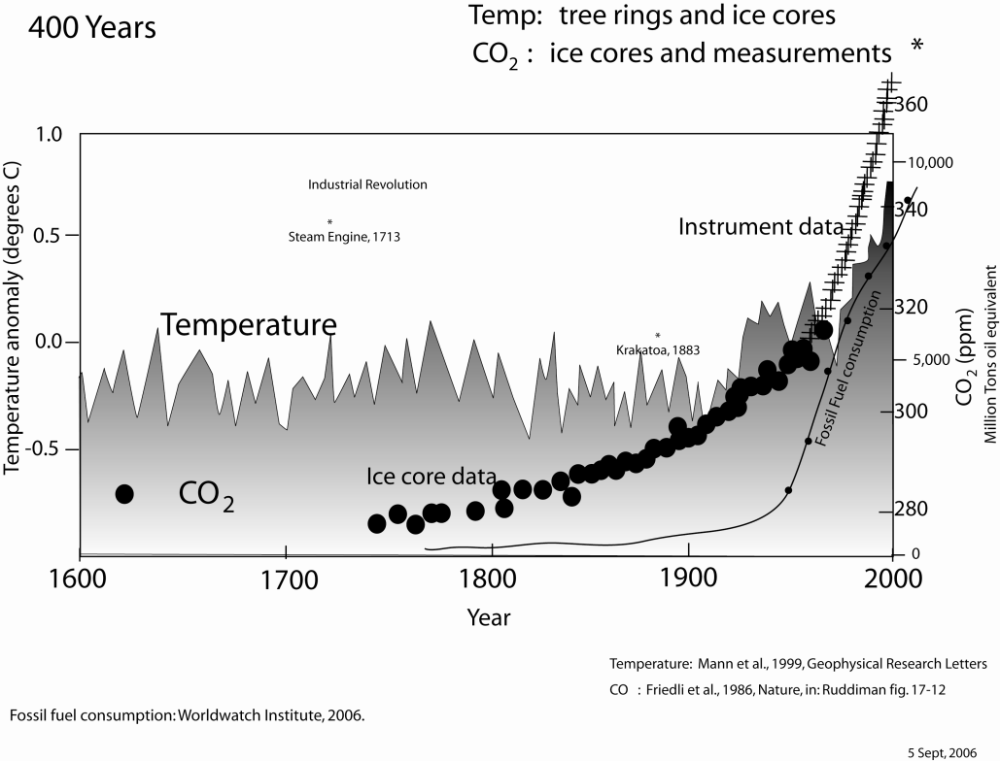 400 Years
Temp: tree rings and ice cores
CO2 : ice cores and measurements *
360
1.0
10,000
Industrial Revolution
340
*
Steam Engine, 1713
Instrument data
0.5
320
Temperature
*
Krakatoa, 1883
0.0
5,000
300
Fossil Fuel consumption
-0.5
Ice core data
CO2
280
0
Temperature anomaly (degrees C)
CO2 (ppm)
Million Tons oil equivalent
1600 1700 1800 1900 2000
Year
Temperature: Mann et al., 1999, Geophysical Research Letters
CO : Friedli et al., 1986, Nature, in: Ruddiman fig. 17-12
Fossil fuel consumption: Worldwatch Institute, 2006.
5 Sept, 2006